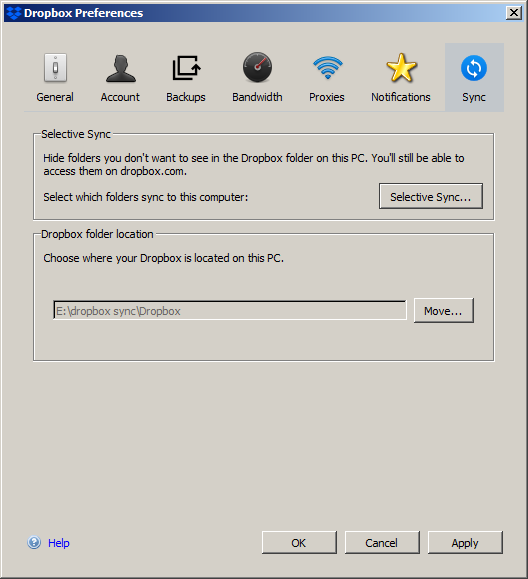 Dropbox Preferences
General Account Backups Bandwidth Proxies Notifications Sync
Selective Sync
Hide folders you don't want to see in the Dropbox folder on this PC. You'll still be able to
access them on dropbox.com.
Select which folders sync to this computer: Selective Sync...
Dropbox folder location
Choose where your Dropbox is located on this PC.
E:\dropbox sync\Dropbox Move...
Help OK Cancel Apply